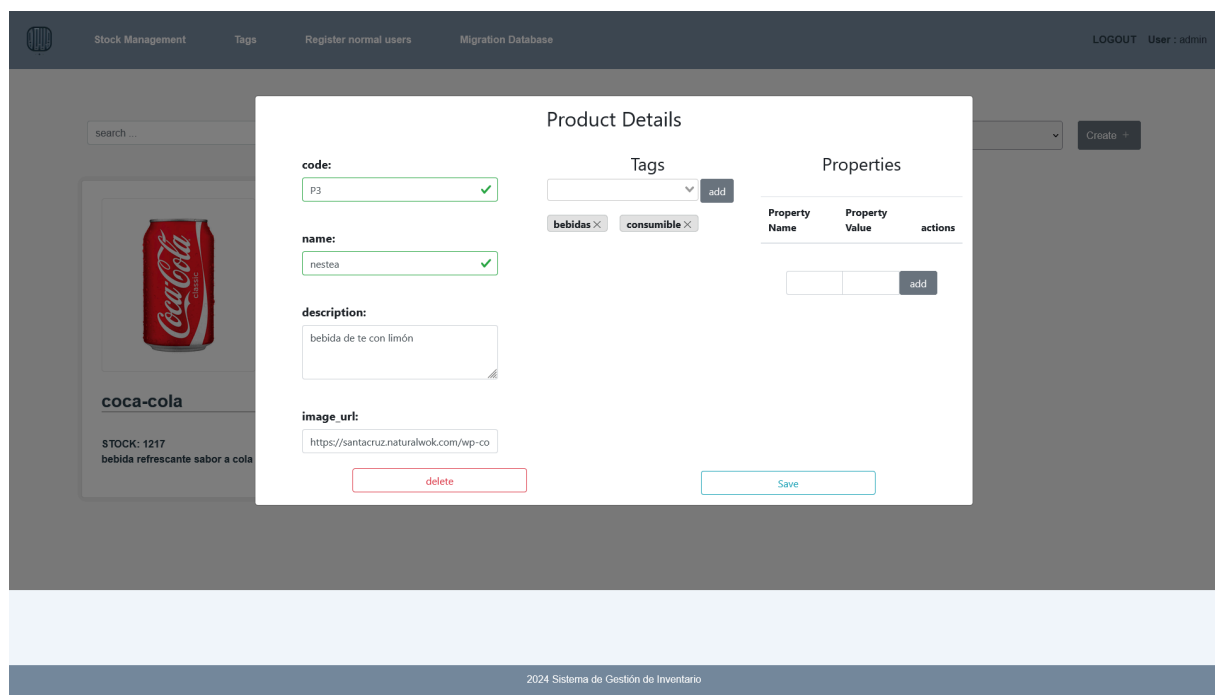 Stock Management Tags Register normal users Migration Database LOGOUT User : admin
search ...
Create +
Product Details
code:
P3
name:
nestea
description:
bebida de te con limón
image_url:
https://santacruz.naturalwok.com/wp-co
Tags
add
bebidas
consumible
Properties
Property Name
Property Value
actions
add
delete
Save
Coca-Cola
classic
coca-cola
STOCK: 1217
bebida refrescante sabor a cola
2024 Sistema de Gestión de Inventario